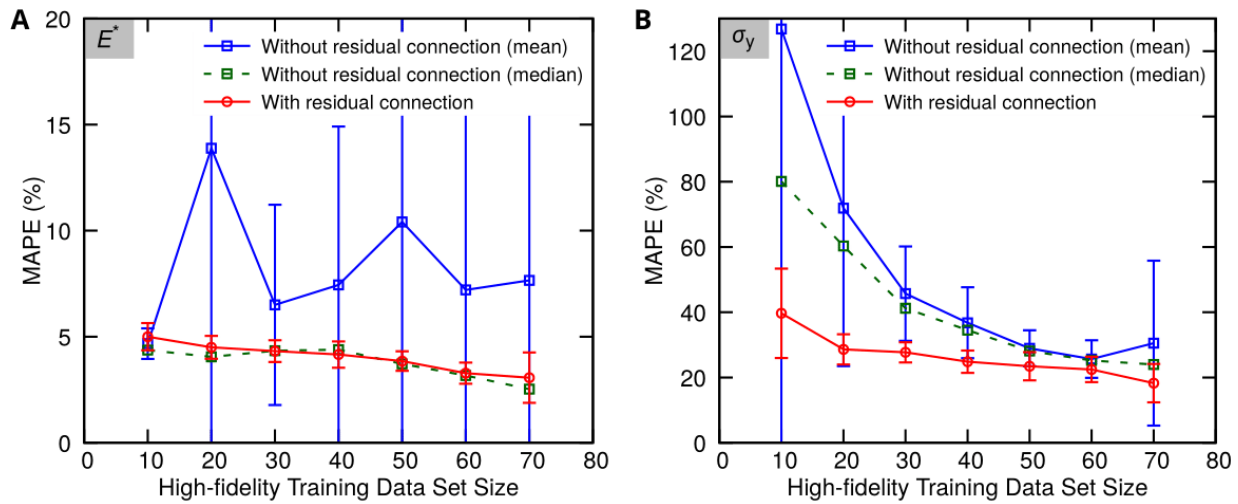 A
E*
Without residual connection (mean)
Without residual connection (median)
With residual connection
MAPE (%)
20
15
10
5
0
0 10 20 30 40 50 60 70 80
High-fidelity Training Data Set Size
B
σy
Without residual connection (mean)
Without residual connection (median)
With residual connection
MAPE (%)
120
100
80
60
40
20
0
0 10 20 30 40 50 60 70 80
High-fidelity Training Data Set Size